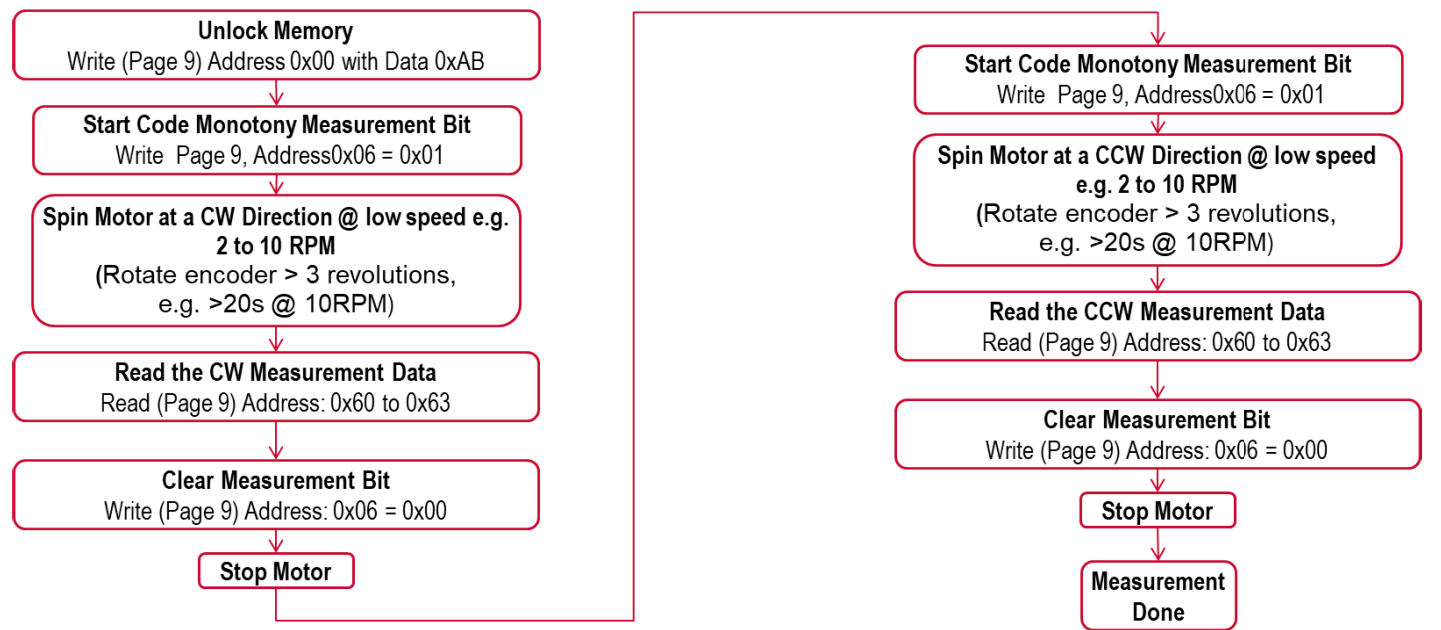 Unlock Memory
Write (Page 9) Address 0x00 with Data 0xAB
Start Code Monotony Measurement Bit
Write  Page 9, Address0x06 = 0x01
Spin Motor at a CW Direction @ low speed e.g.
2 to 10 RPM
(Rotate encoder > 3 revolutions,
e.g. >20s @ 10RPM)
Read the CW Measurement Data
Read (Page 9) Address: 0x60 to 0x63
Clear Measurement Bit
Write (Page 9) Address: 0x06 = 0x00
Stop Motor
Start Code Monotony Measurement Bit
Write  Page 9, Address0x06 = 0x01
Spin Motor at a CCW Direction @ low speed
e.g. 2 to 10 RPM
(Rotate encoder > 3 revolutions,
e.g. >20s @ 10RPM)
Read the CCW Measurement Data
Read (Page 9) Address: 0x60 to 0x63
Clear Measurement Bit
Write (Page 9) Address: 0x06 = 0x00
Stop Motor
Measurement
Done